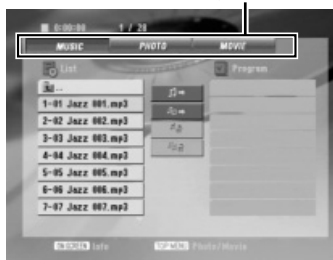 0:00:00 1 / 28
MUSIC PHOTO MOVIE
List Program
..
1-01 Jazz 001.mp3
2-02 Jazz 002.mp3
3-03 Jazz 003.mp3
4-04 Jazz 004.mp3
5-05 Jazz 005.mp3
6-06 Jazz 006.mp3
7-07 Jazz 007.mp3
ONSCREEN Info TOP MENU Photo/Movie